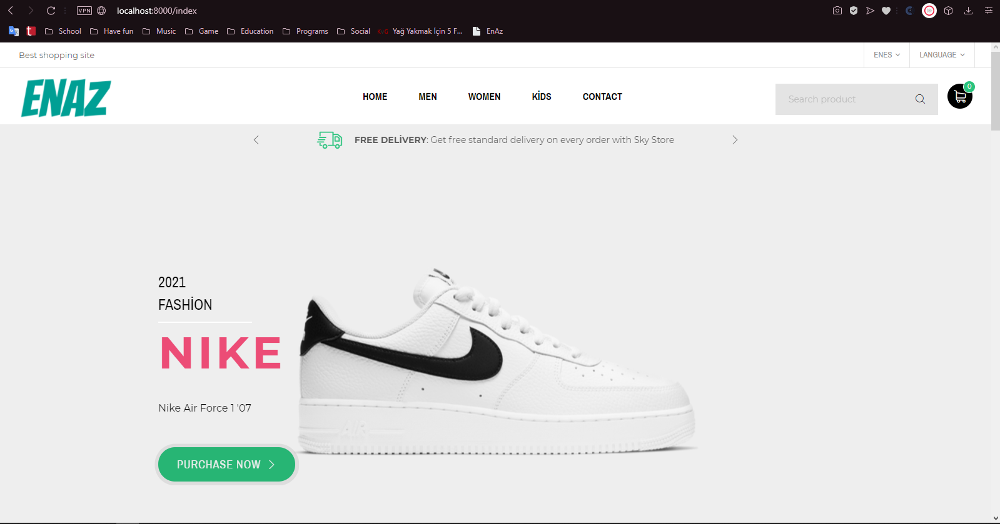 VPN
localhost:8000/index
School
Have fun
Music
Game
Education
Programs
Social
KvG
Yağ Yakmak İçin 5 F...
EnAz
Best shopping site
ENES
LANGUAGE
ENAZ
HOME
MEN
WOMEN
KİDS
CONTACT
Search product
0
FREE DELİVERY: Get free standard delivery on every order with Sky Store
2021
FASHİON
NIKE
Nike Air Force 1 '07
AIR
PURCHASE NOW